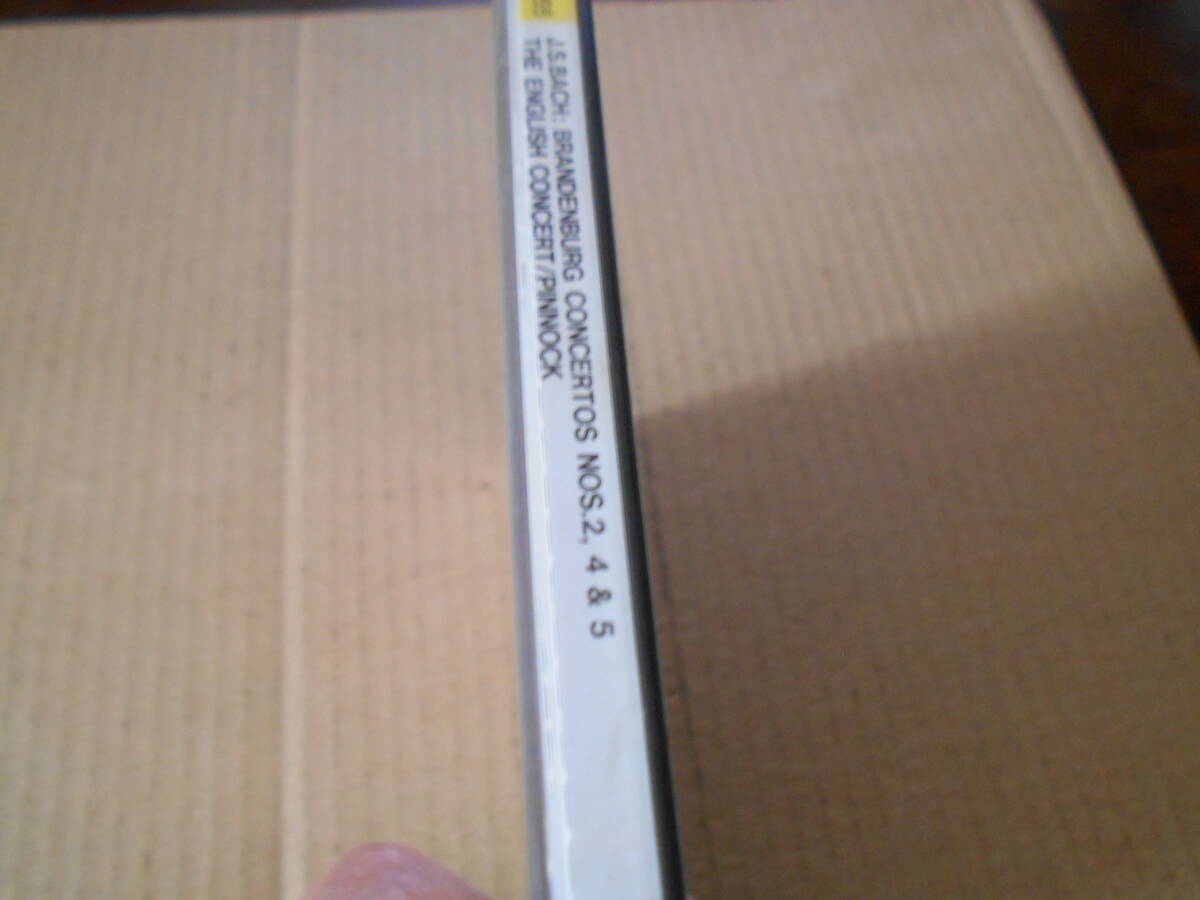 J.S.BACH: BRANDENBURG CONCERTOS NOS.2, 4 & 5
THE ENGLISH CONCERT/PINNOCK